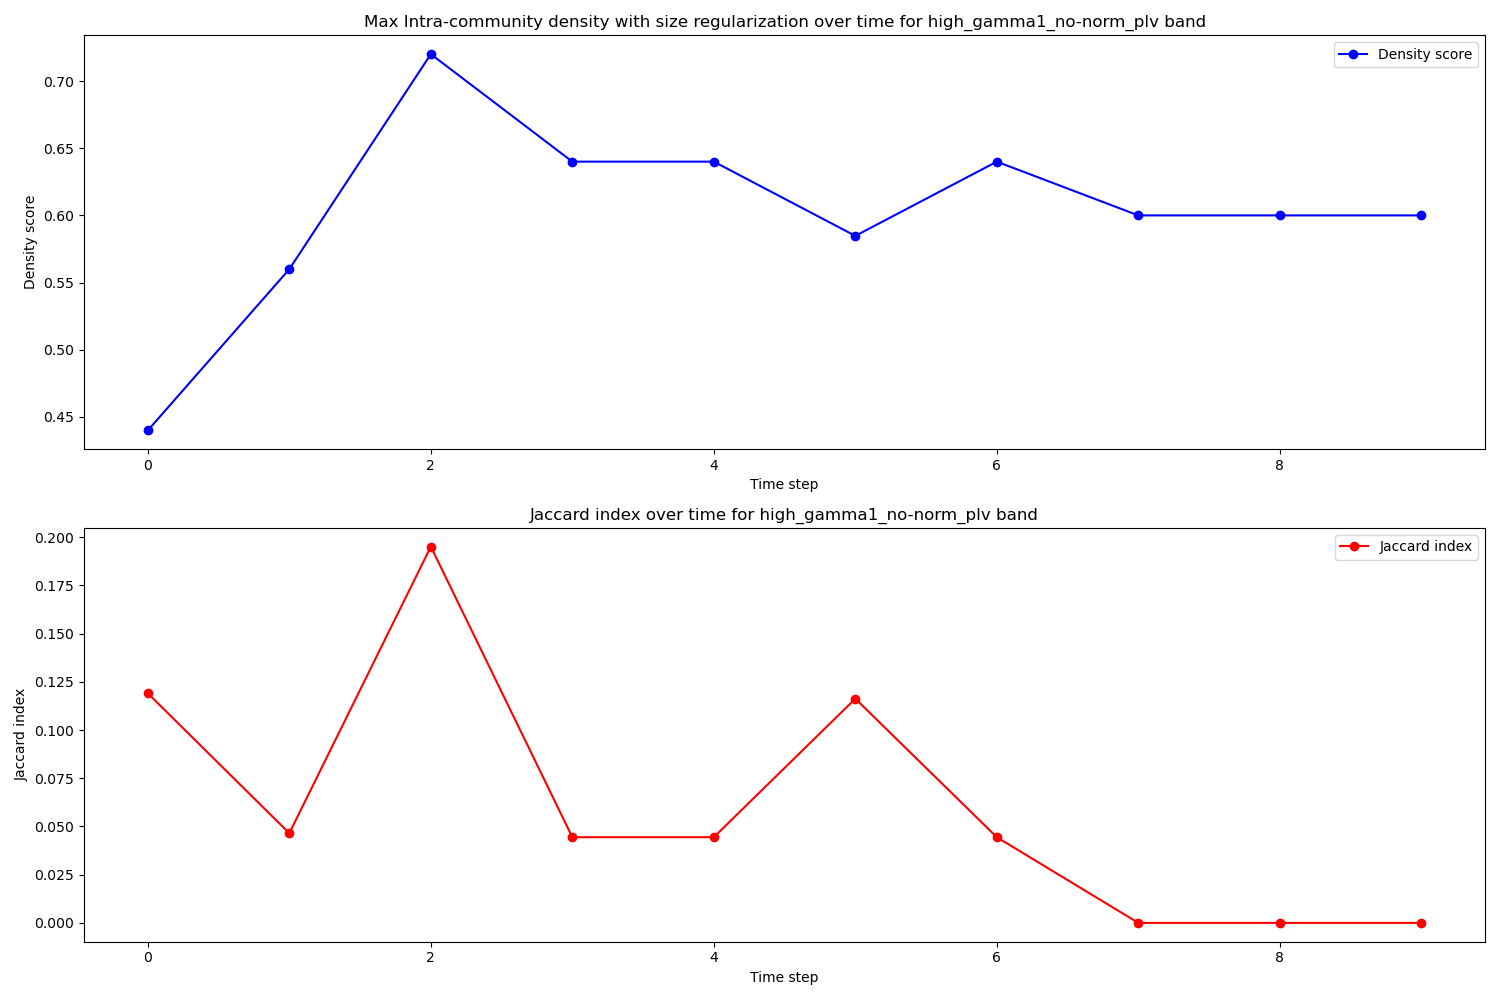 Max Intra-community density with size regularization over time for high_gamma1_no-norm_plv band
Density score
0.70
0.65
0.60
0.55
0.50
0.45
Density score
0 2 4 6 8
Time step
Jaccard index over time for high_gamma1_no-norm_plv band
Jaccard index
0.200
0.175
0.150
0.125
0.100
0.075
0.050
0.025
0.000
Jaccard index
0 2 4 6 8
Time step